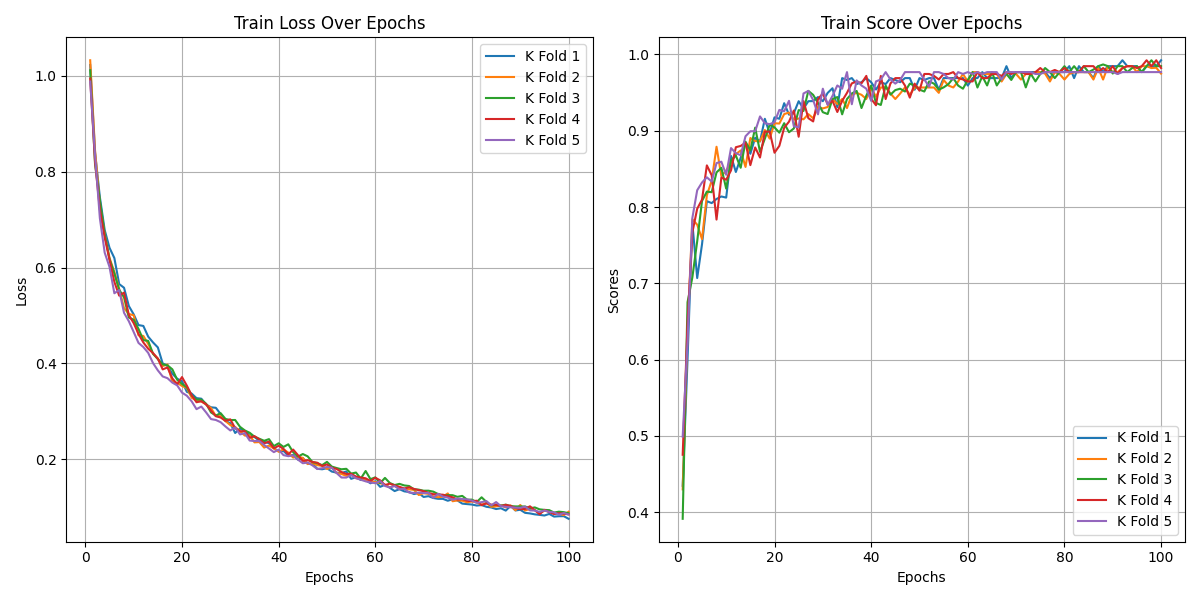 Train Loss Over Epochs
Loss
1.0
0.8
0.6
0.4
0.2
0
20
40
60
80
100
Epochs
K Fold 1
K Fold 2
K Fold 3
K Fold 4
K Fold 5
Train Score Over Epochs
Scores
1.0
0.9
0.8
0.7
0.6
0.5
0.4
0
20
40
60
80
100
Epochs
K Fold 1
K Fold 2
K Fold 3
K Fold 4
K Fold 5